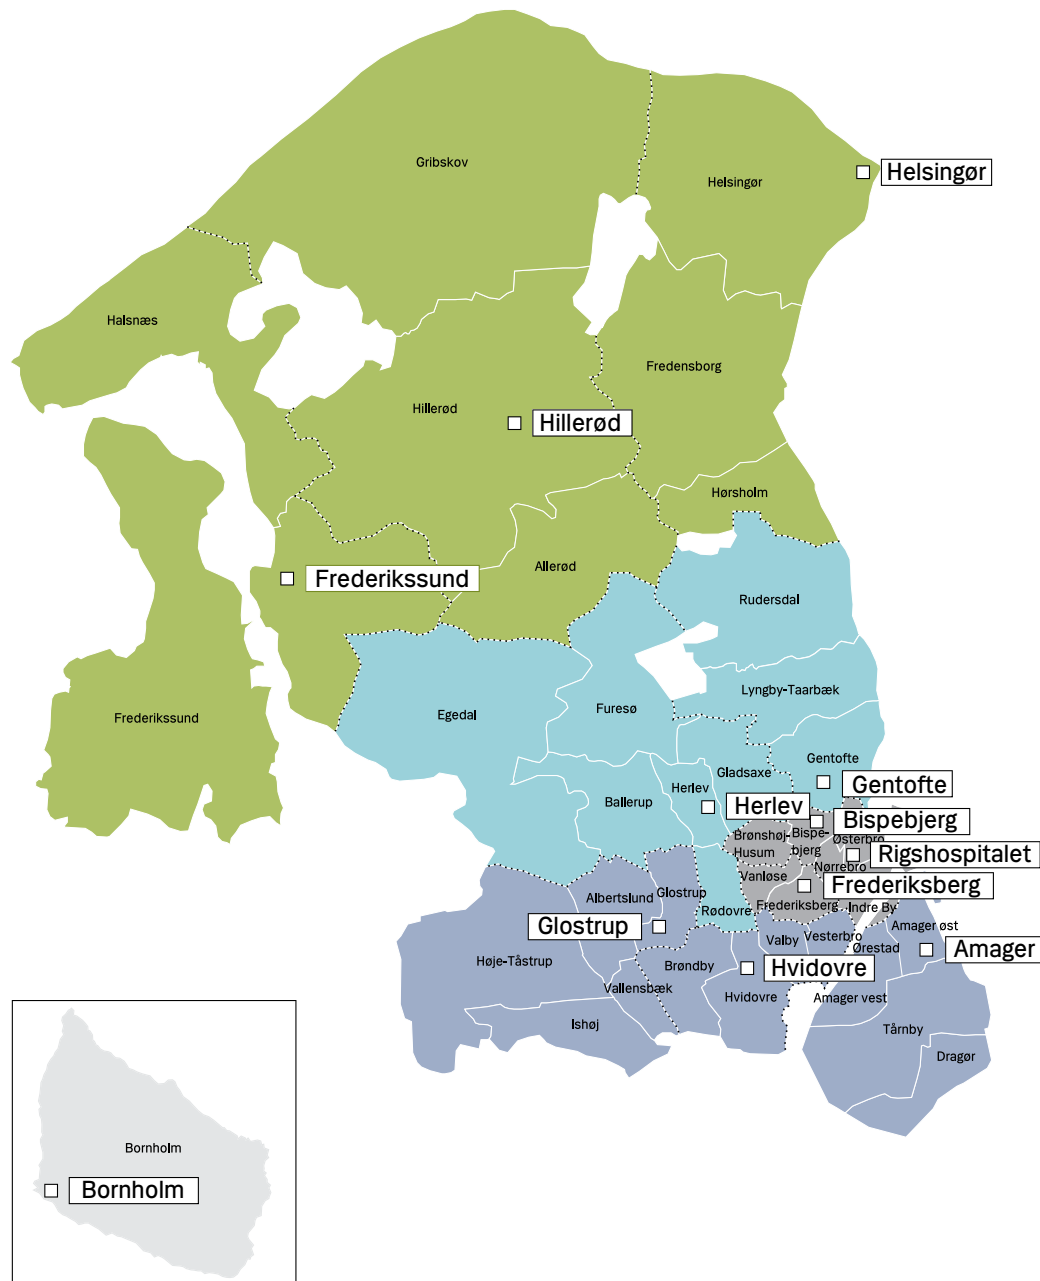 Gribskov
Helsingør
Helsingør
Halsnæs
Fredensborg
Hillerød
Hillerød
Hørsholm
Allerød
Frederikssund
Rudersdal
Lyngby-Taarbæk
Egedal
Furesø
Frederikssund
Gentofte
Gladsaxe
Gentofte
Herlev
Ballerup
Herlev
Bispebjerg
Brønshøj-
Husum
Bispe-
bjerg
Østerbro
Rigshospitalet
Nørrebro
Vanløse
Frederiksberg
Albertslund
Glostrup
Frederiksberg
Indre By
Rødovre
Glostrup
Valby
Vesterbro
Amager øst
Ørestad
Amager
Høje-Tåstrup
Brøndby
Hvidovre
Vallensbæk
Hvidovre
Amager vest
Ishøj
Tårnby
Dragør
Bornholm
Bornholm